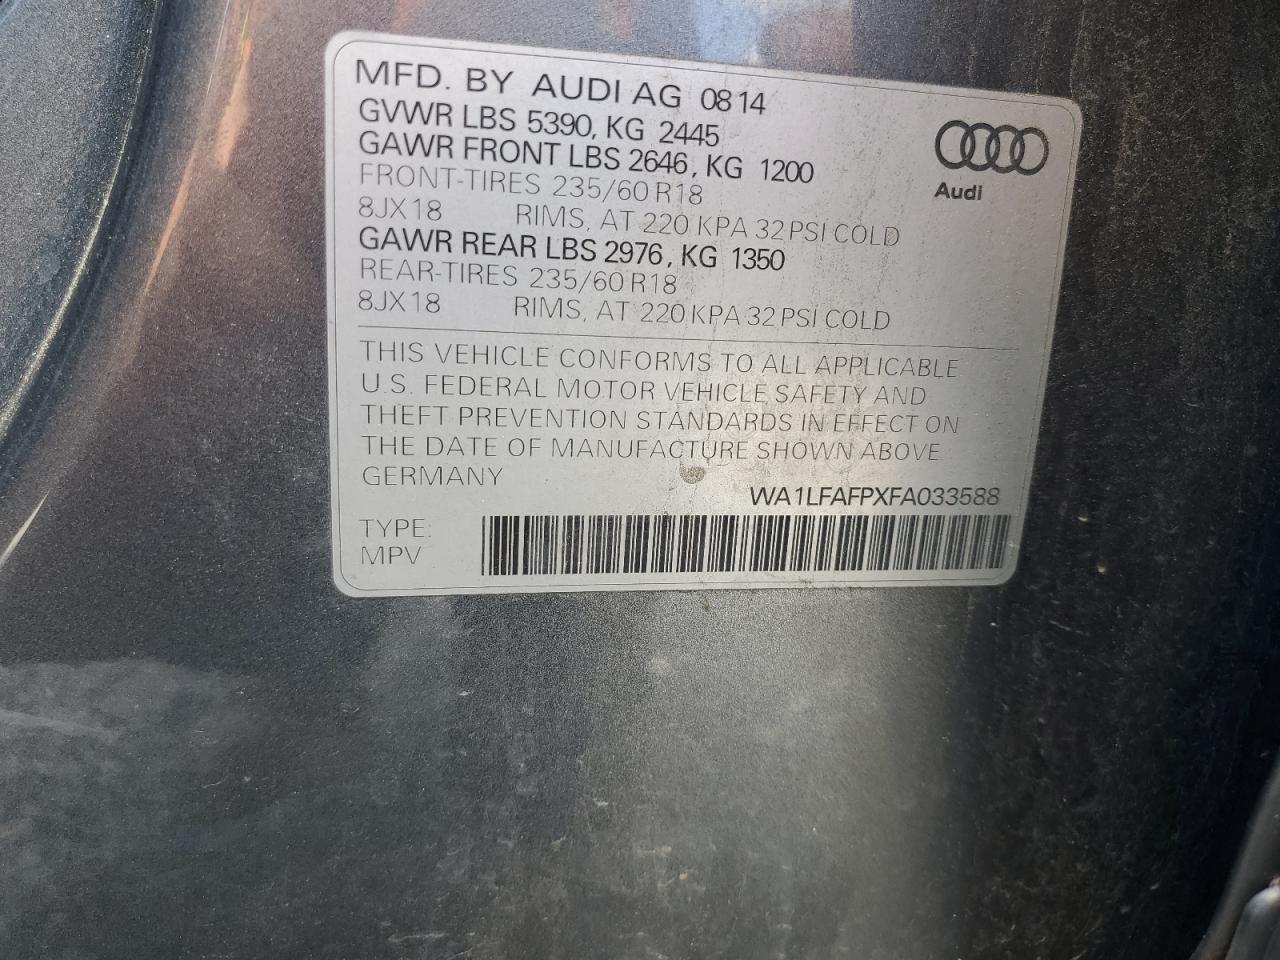 MFD. BY AUDI AG 0814
GVWR LBS 5390, KG 2445
GAWR FRONT LBS 2646, KG 1200
FRONT-TIRES 235/60 R18
8JX18 RIMS, AT 220 KPA 32 PSI COLD
GAWR REAR LBS 2976, KG 1350
REAR-TIRES 235/60 R18
8JX18 RIMS, AT 220 KPA 32 PSI COLD
Audi
THIS VEHICLE CONFORMS TO ALL APPLICABLE
U.S. FEDERAL MOTOR VEHICLE SAFETY AND
THEFT PREVENTION STANDARDS IN EFFECT ON
THE DATE OF MANUFACTURE SHOWN ABOVE
GERMANY
WA1LFAFPXFA033588
TYPE:
MPV